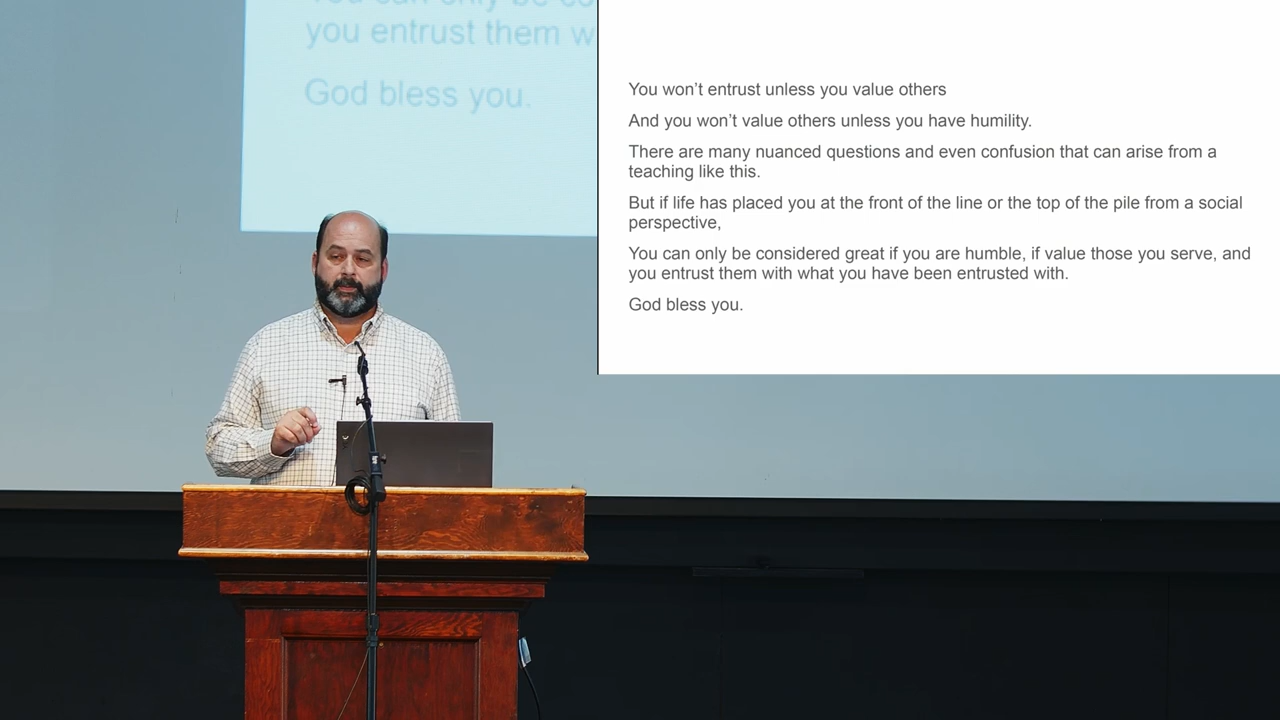 you entrust them w
God bless you.
You won’t entrust unless you value others
And you won’t value others unless you have humility.
There are many nuanced questions and even confusion that can arise from a
teaching like this.
But if life has placed you at the front of the line or the top of the pile from a social
perspective,
You can only be considered great if you are humble, if value those you serve, and
you entrust them with what you have been entrusted with.
God bless you.